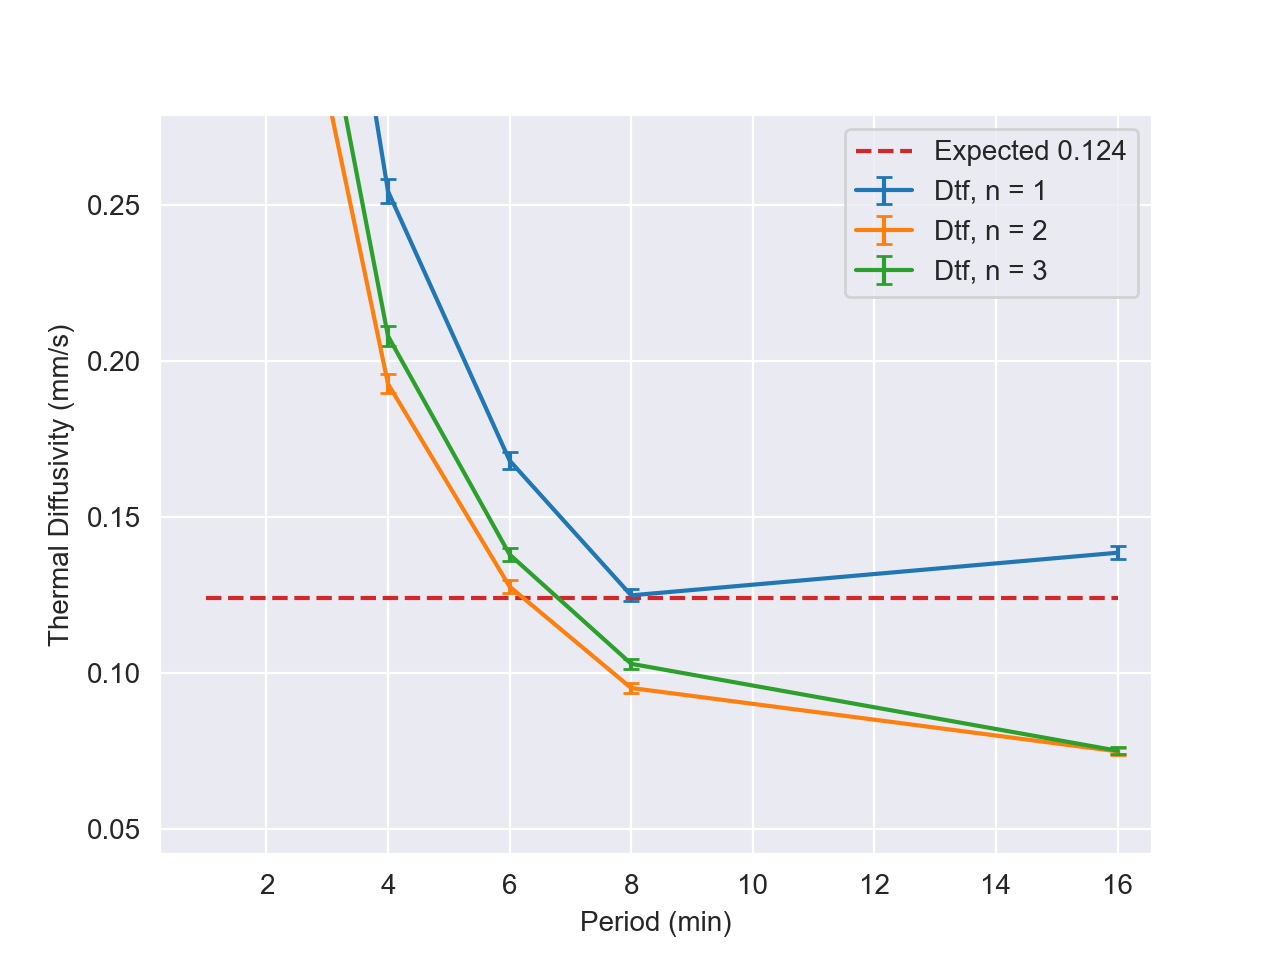 Expected 0.124
Dtf, n = 1
Dtf, n = 2
Dtf, n = 3
Thermal Diffusivity (mm/s)
0.25
0.20
0.15
0.10
0.05
2 4 6 8 10 12 14 16
Period (min)